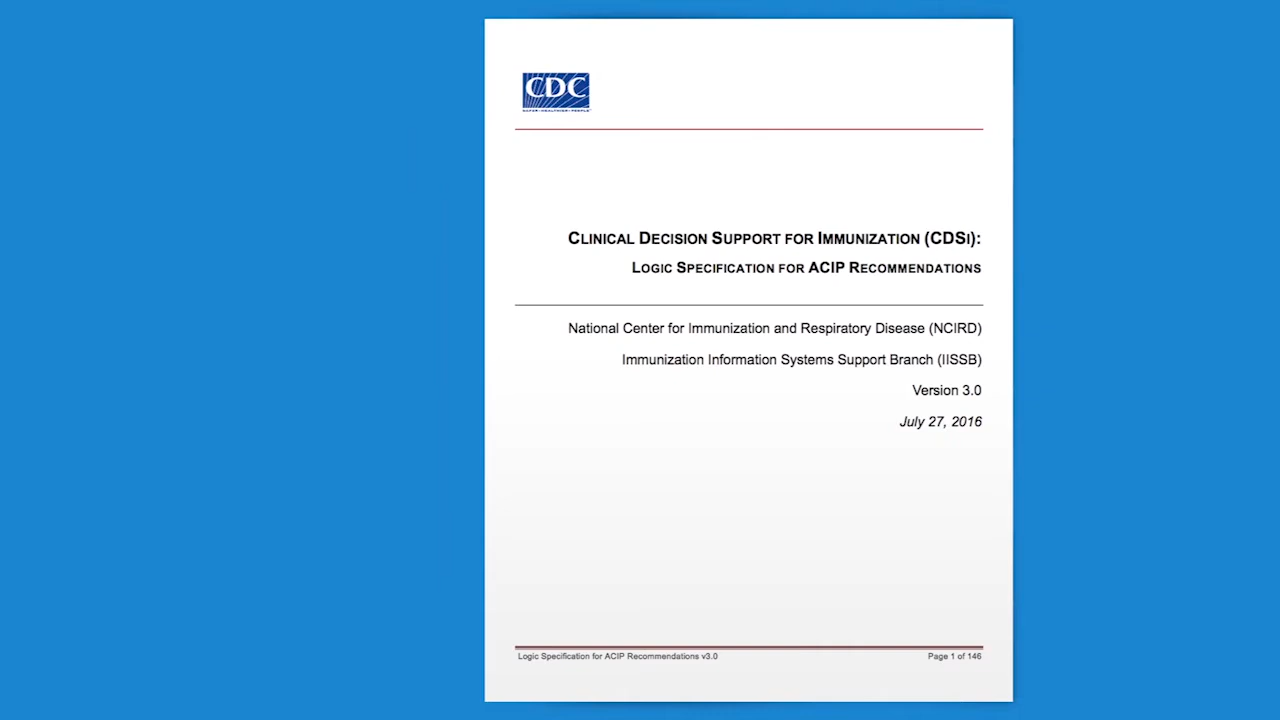 CDC
CLINICAL DECISION SUPPORT FOR IMMUNIZATION (CDSI):
LOGIC SPECIFICATION FOR ACIP RECOMMENDATIONS
National Center for Immunization and Respiratory Disease (NCIRD)
Immunization Information Systems Support Branch (IISSB)
Version 3.0
July 27, 2016
Logic Specification for ACIP Recommendations v3.0
Page 1 of 146